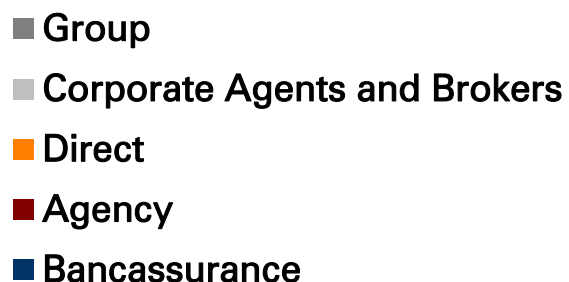 Group
Corporate Agents and Brokers
Direct
Agency
Bancassurance